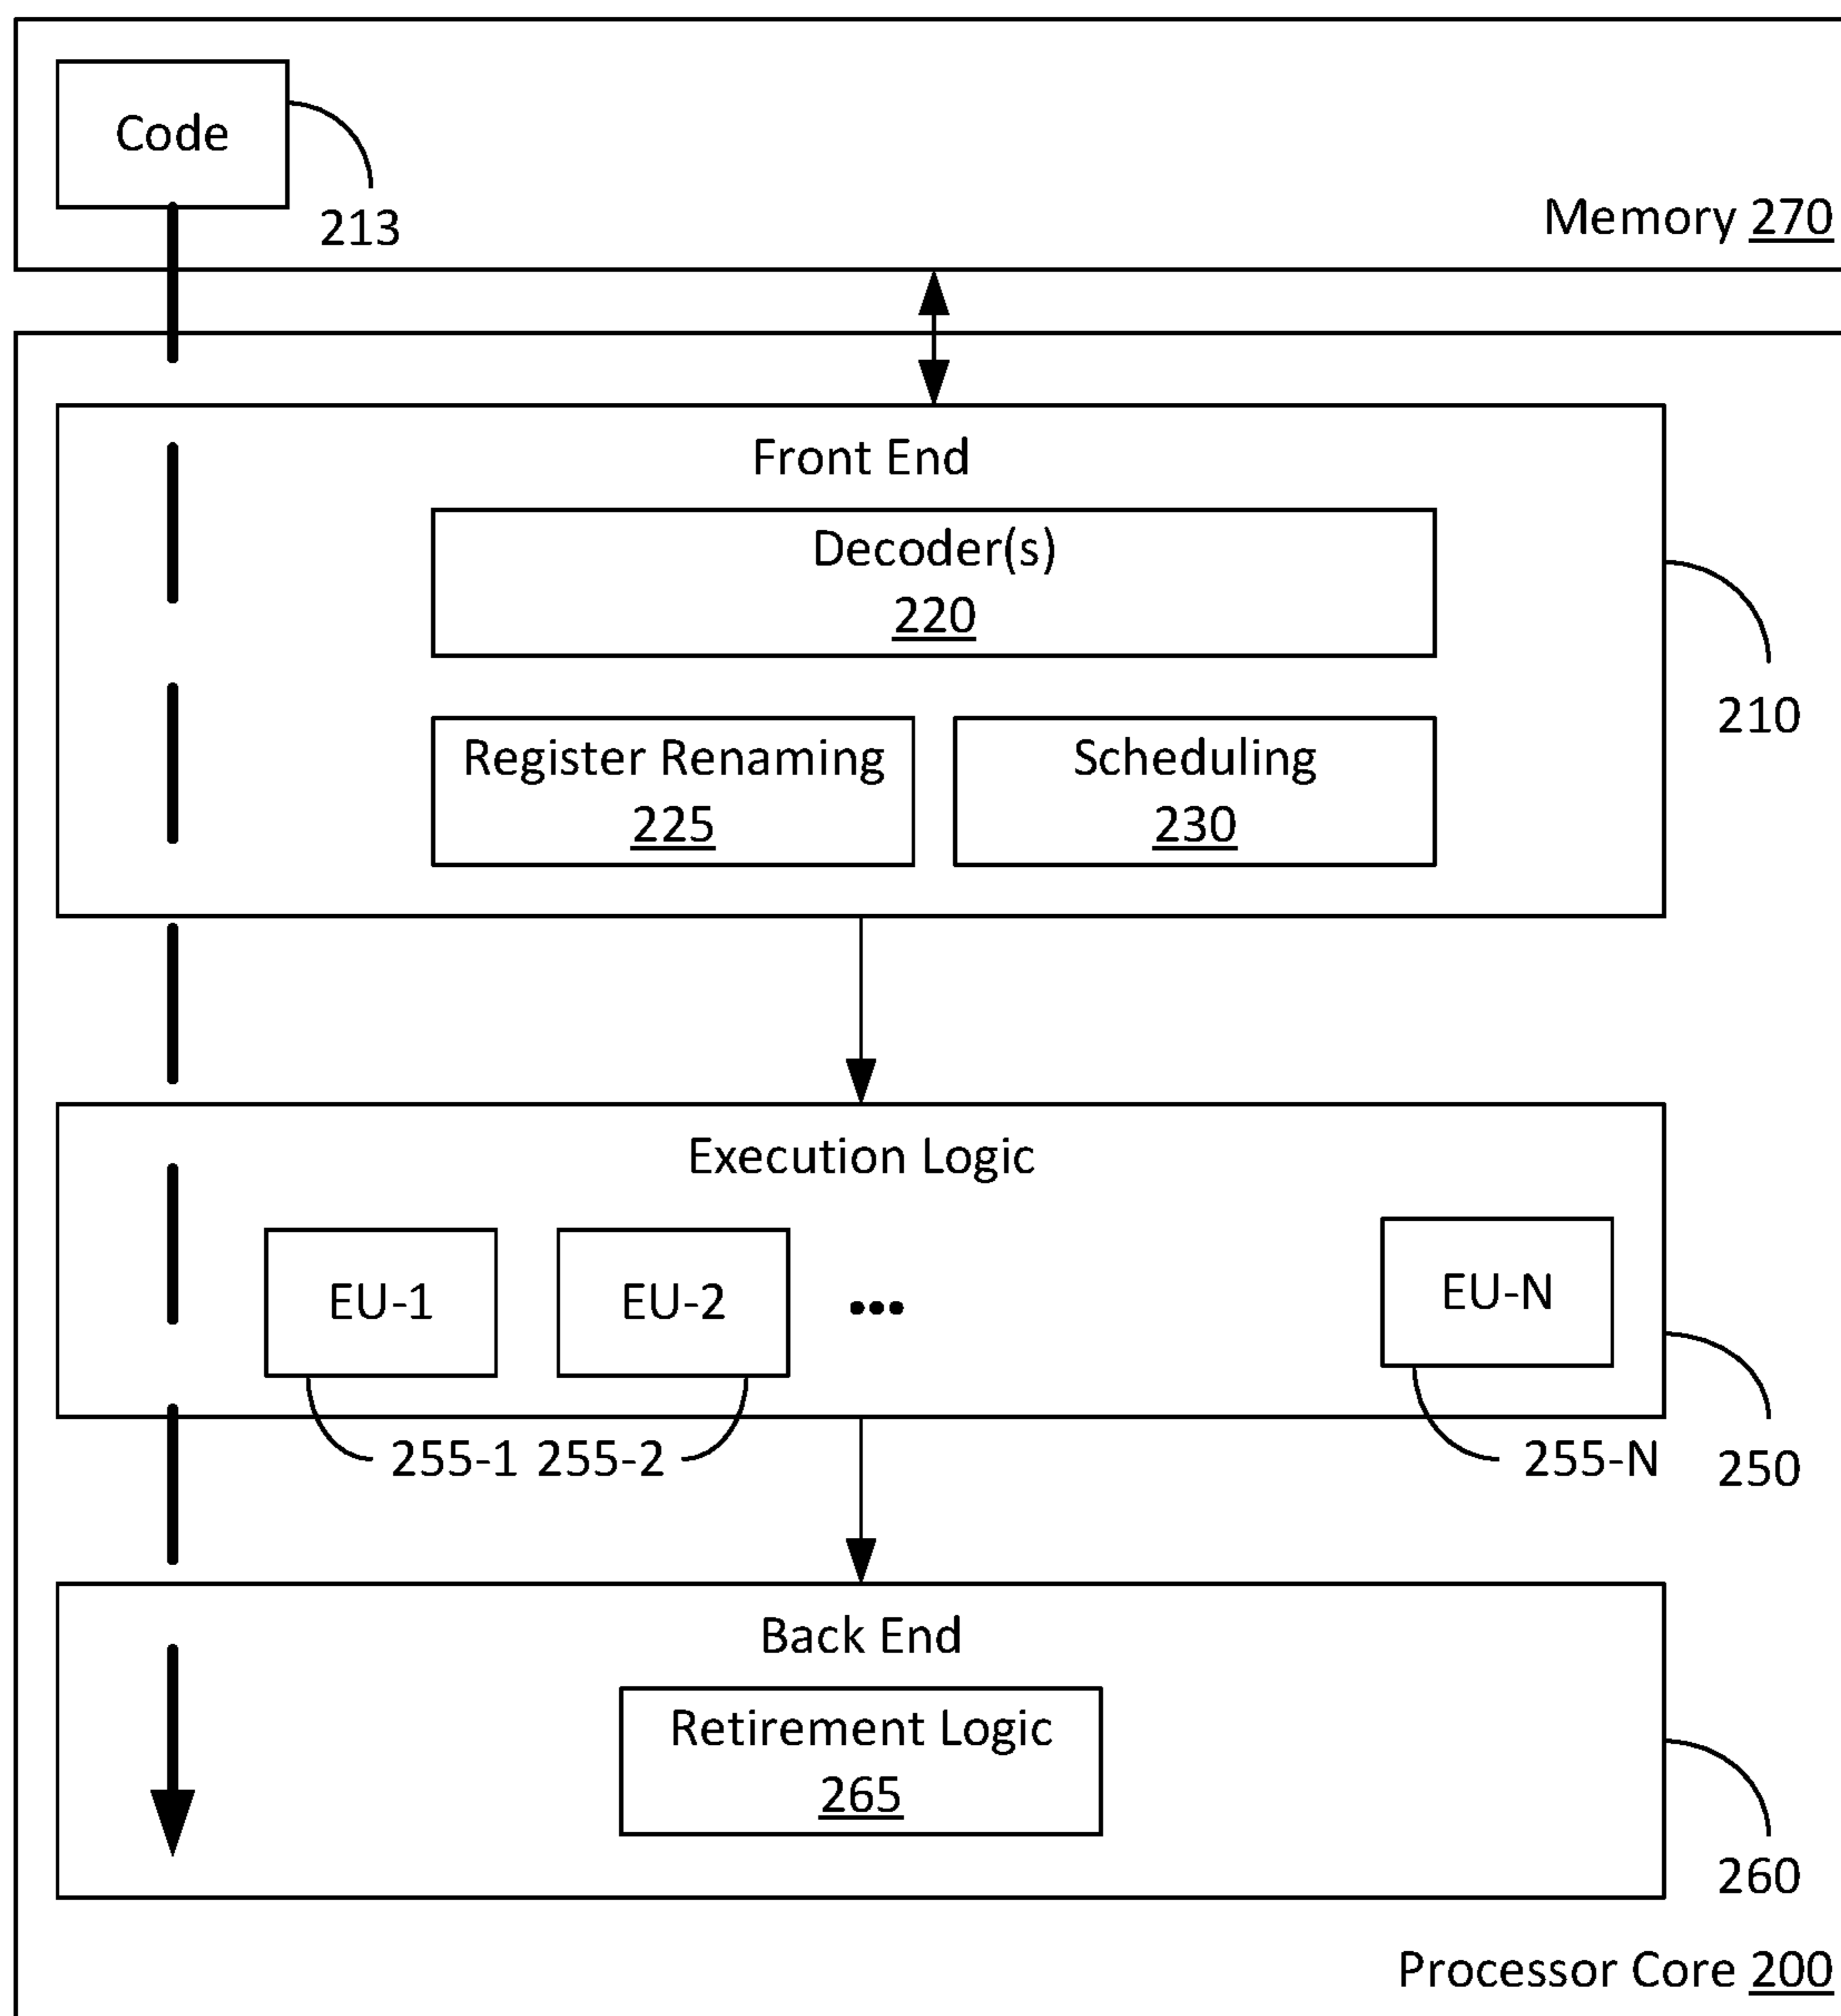 Code
213
Memory 270
Front End
Decoder(s)
220
210
Register Renaming
225
Scheduling
230
Execution Logic
EU-1
EU-2
•••
EU-N
255-1
255-2
255-N
250
Back End
Retirement Logic
265
260
Processor Core 200